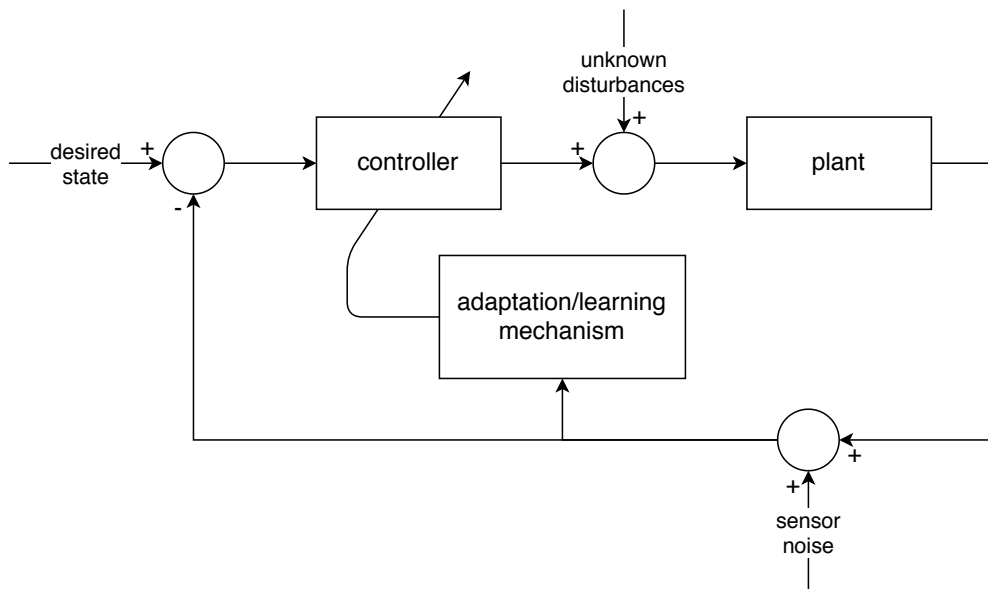 unknown
disturbances
+
+
desired
state
controller
+
plant
-
adaptation/learning
mechanism
+
+
sensor
noise